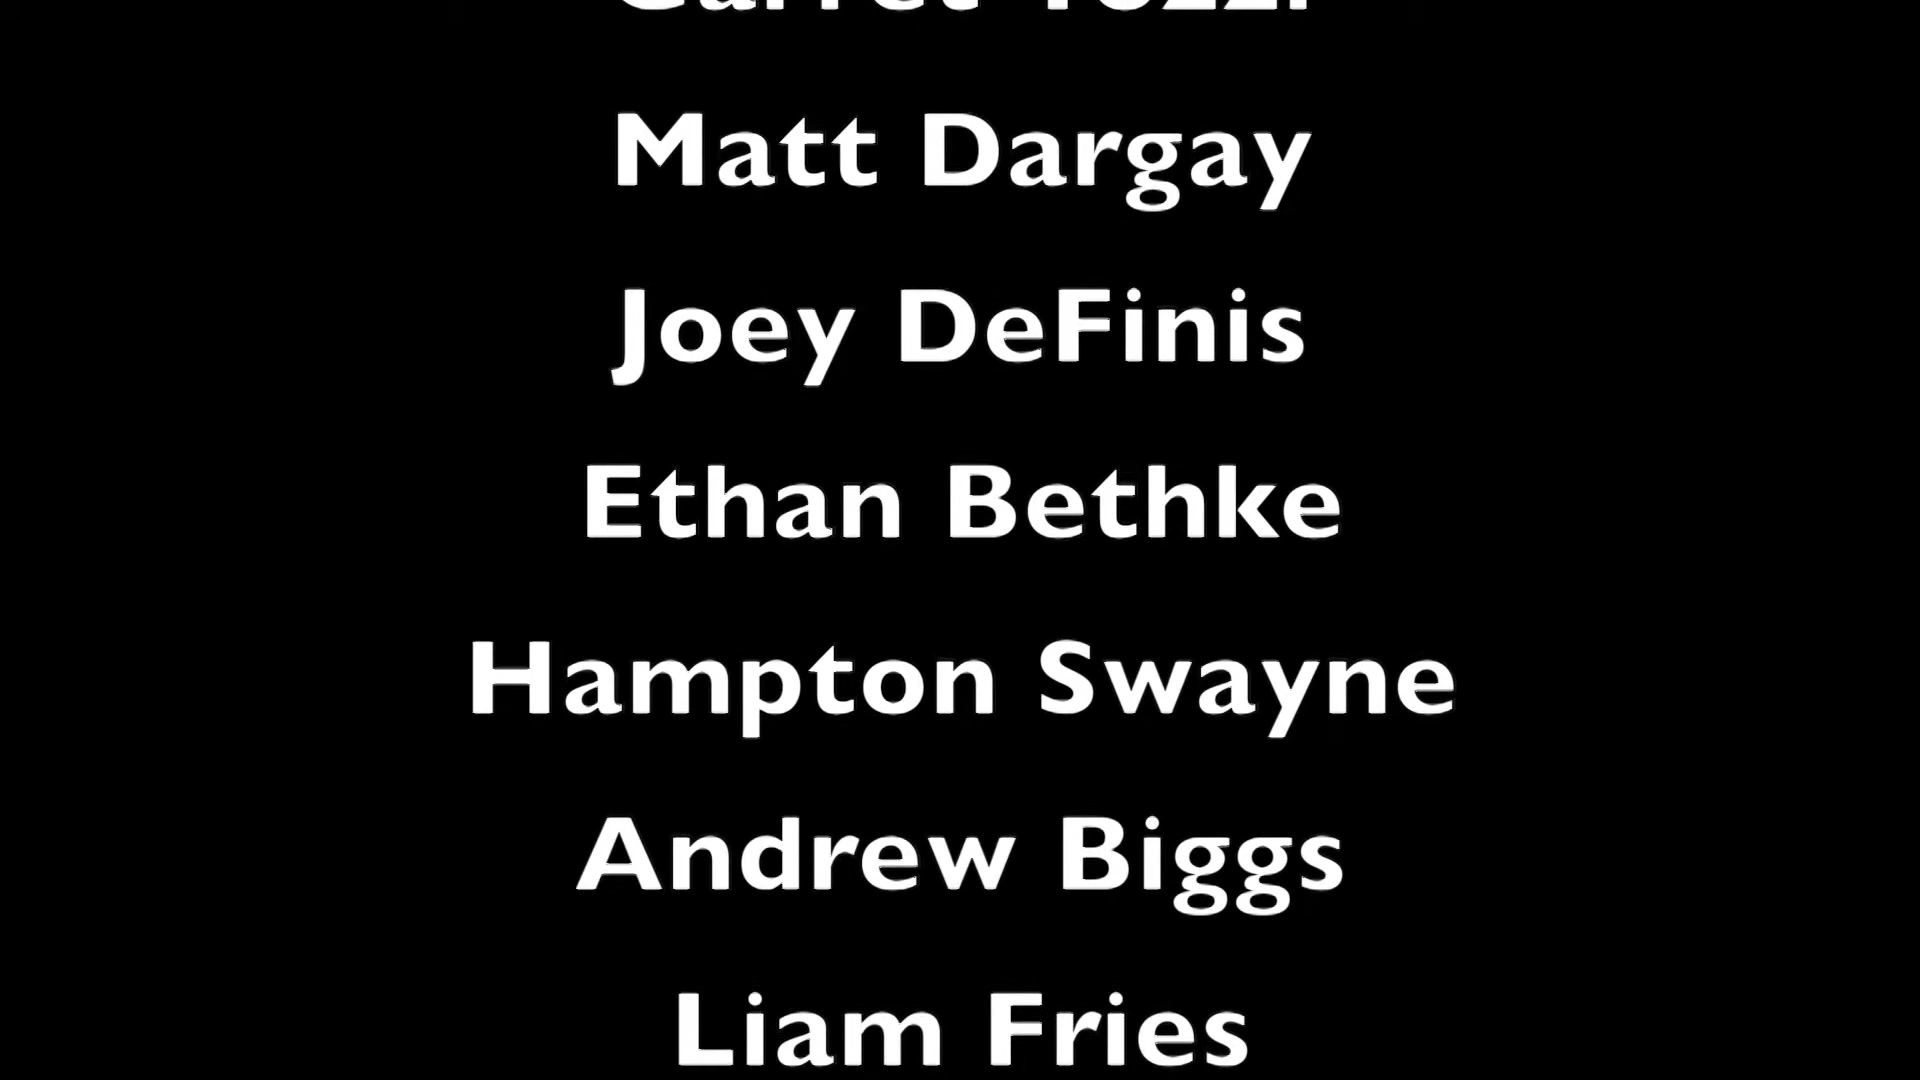 Matt Dargay
Joey DeFinis
Ethan Bethke
Hampton Swayne
Andrew Biggs
Liam Fries